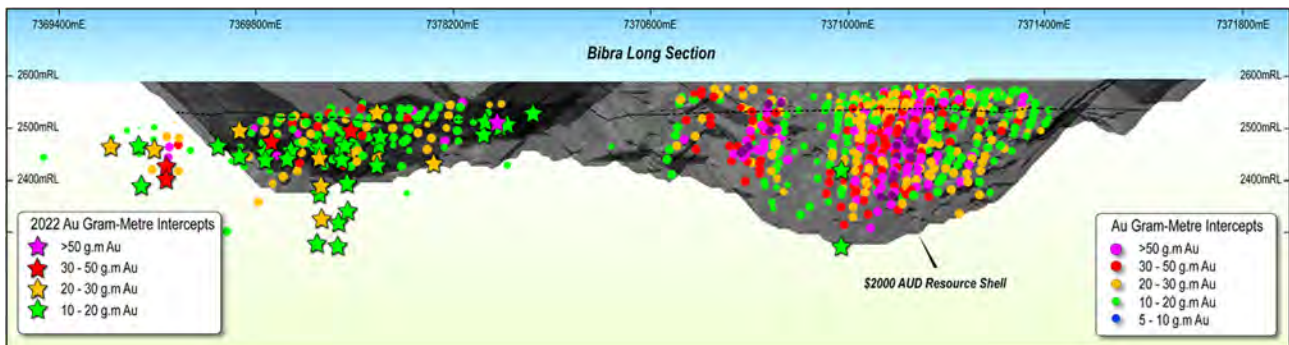 7369400mE 7369800mE 7378200mE 7370600mE 7371000mE 7371400mE 7371800mE
Bibra Long Section
2600mRL 2600mRL
2500mRL 2500mRL
2400mRL 2400mRL
2022 Au Gram-Metre Intercepts
>50 g.m Au
30 - 50 g.m Au
20 - 30 g.m Au
10 - 20 g.m Au
$2000 AUD Resource Shell
Au Gram-Metre Intercepts
>50 g.m Au
30 - 50 g.m Au
20 - 30 g.m Au
10 - 20 g.m Au
5 - 10 g.m Au